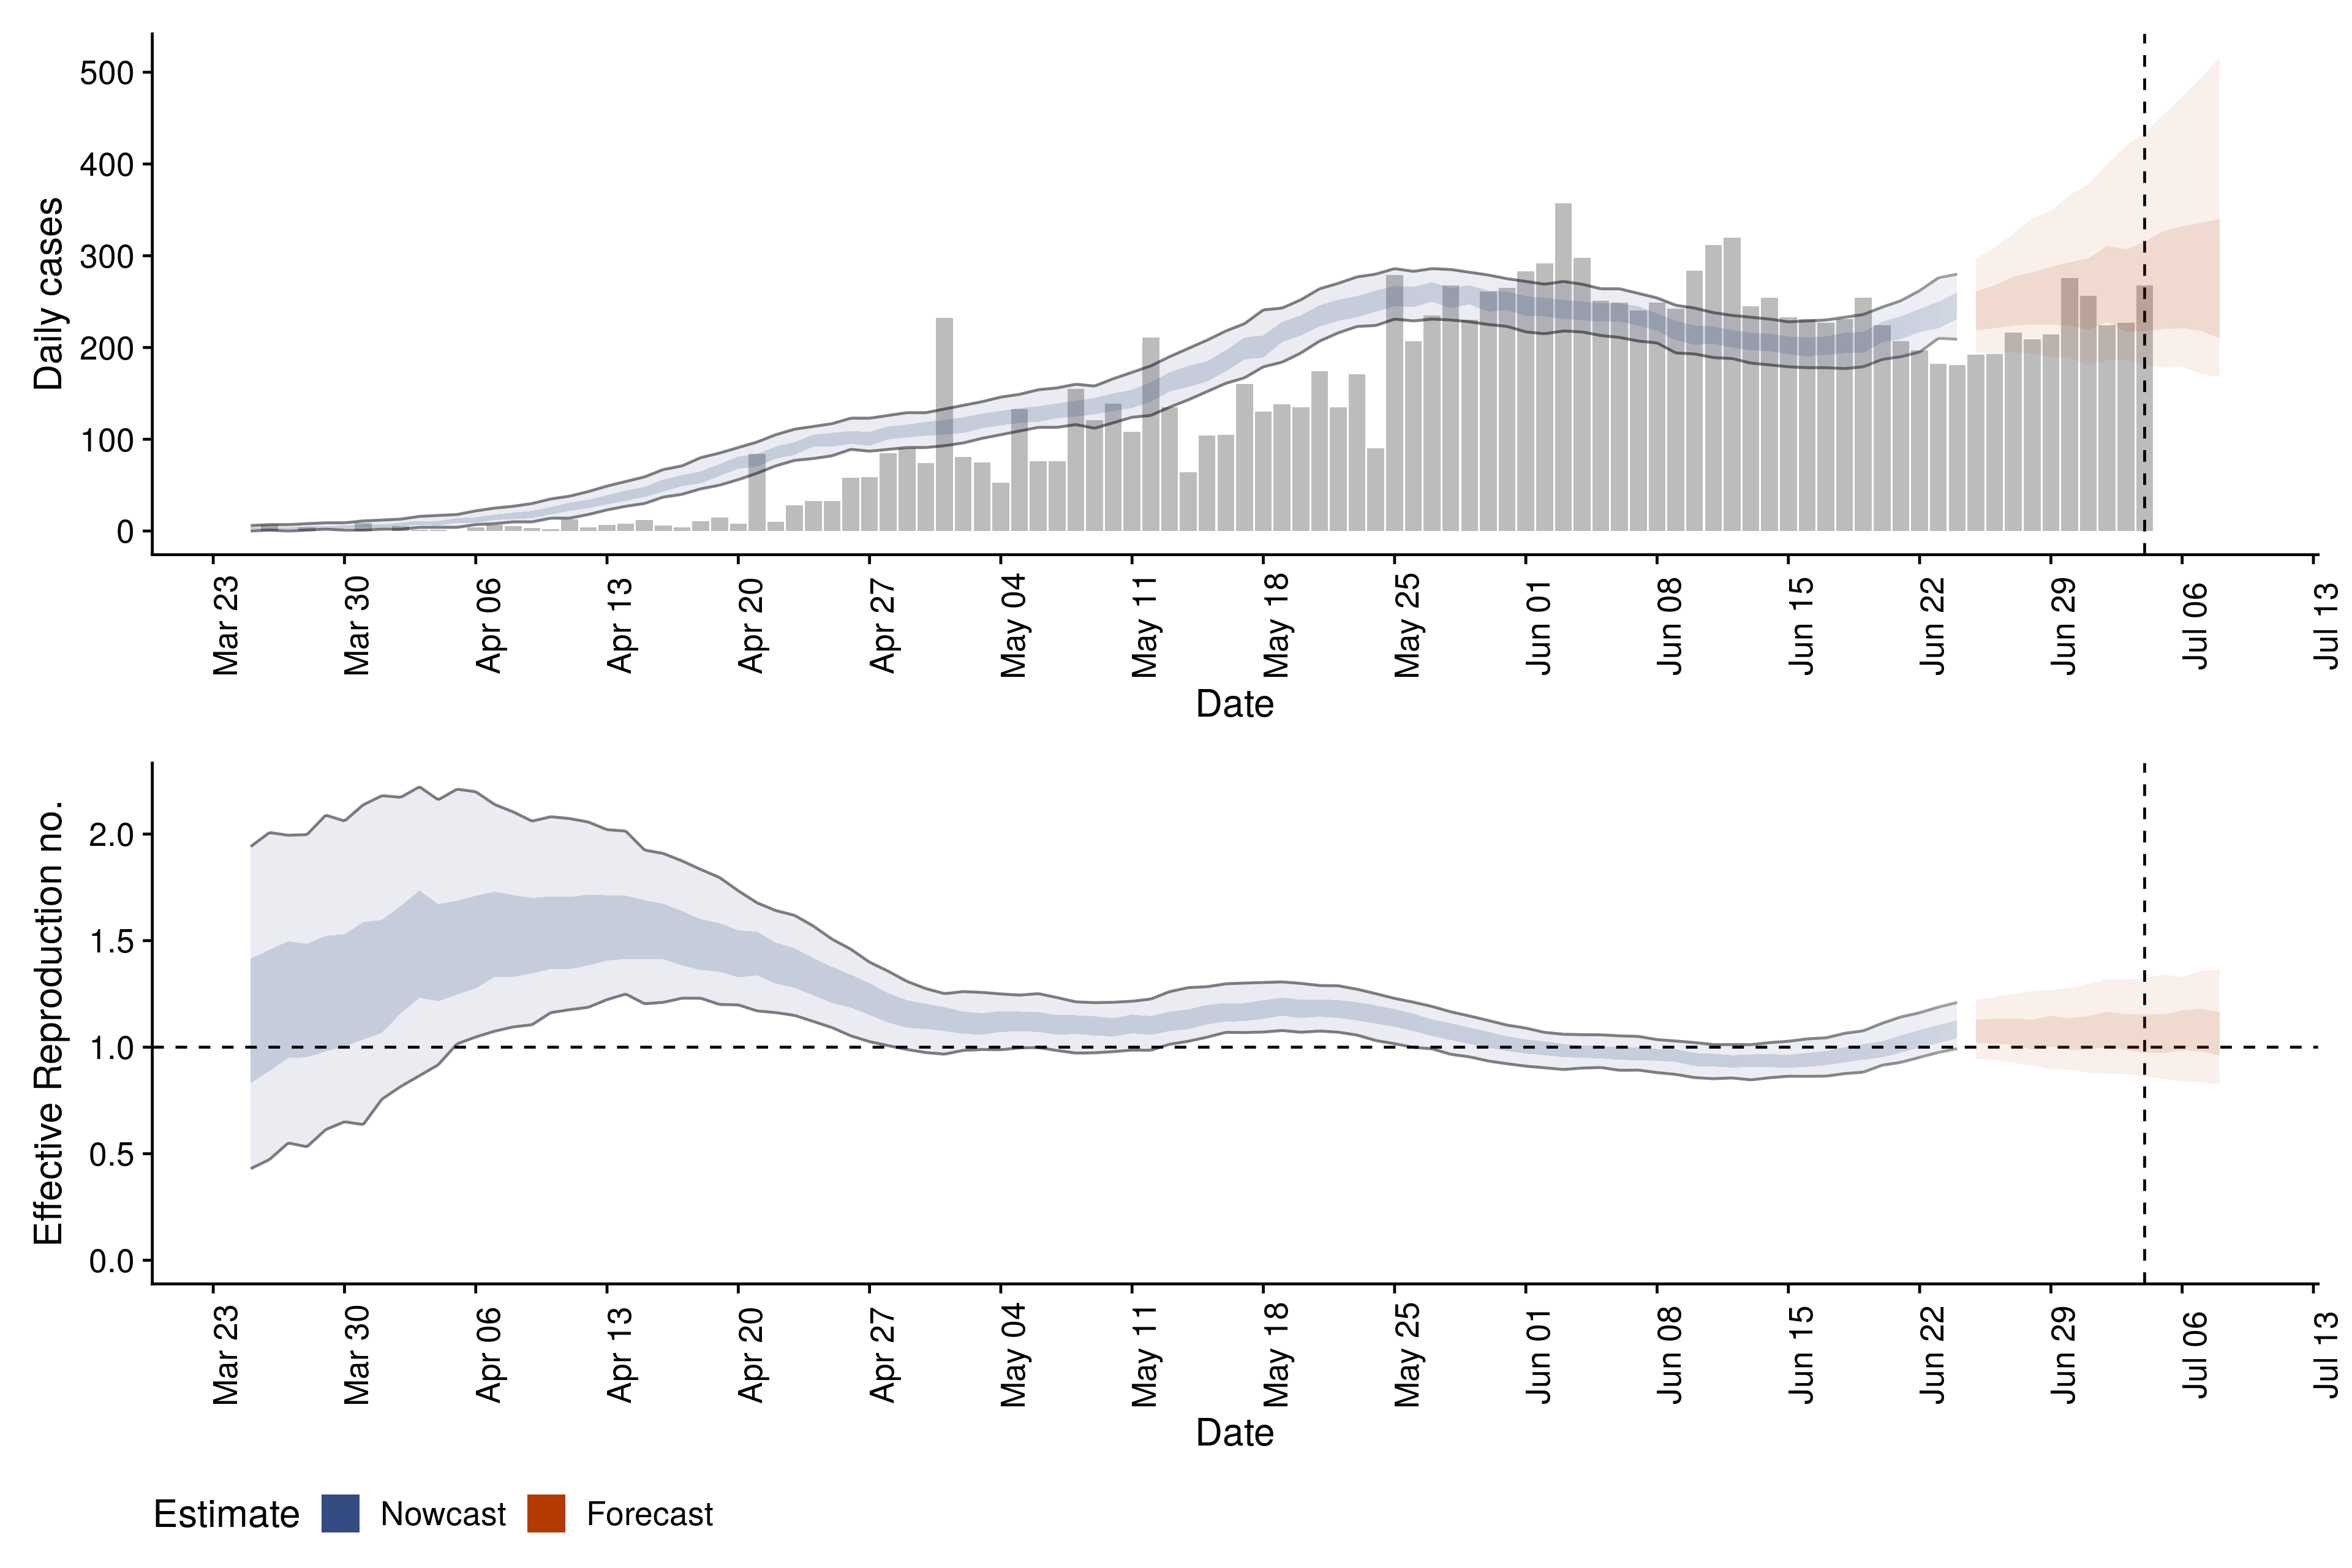 Daily cases
500
400
300
200
100
0
Mar 23 Mar 30 Apr 06 Apr 13 Apr 20 Apr 27 May 04 May 11 May 18 May 25 Jun 01 Jun 08 Jun 15 Jun 22 Jun 29 Jul 06 Jul 13
Date
Effective Reproduction no.
2.0
1.5
1.0
0.5
0.0
Mar 23 Mar 30 Apr 06 Apr 13 Apr 20 Apr 27 May 04 May 11 May 18 May 25 Jun 01 Jun 08 Jun 15 Jun 22 Jun 29 Jul 06 Jul 13
Date
Estimate Nowcast Forecast